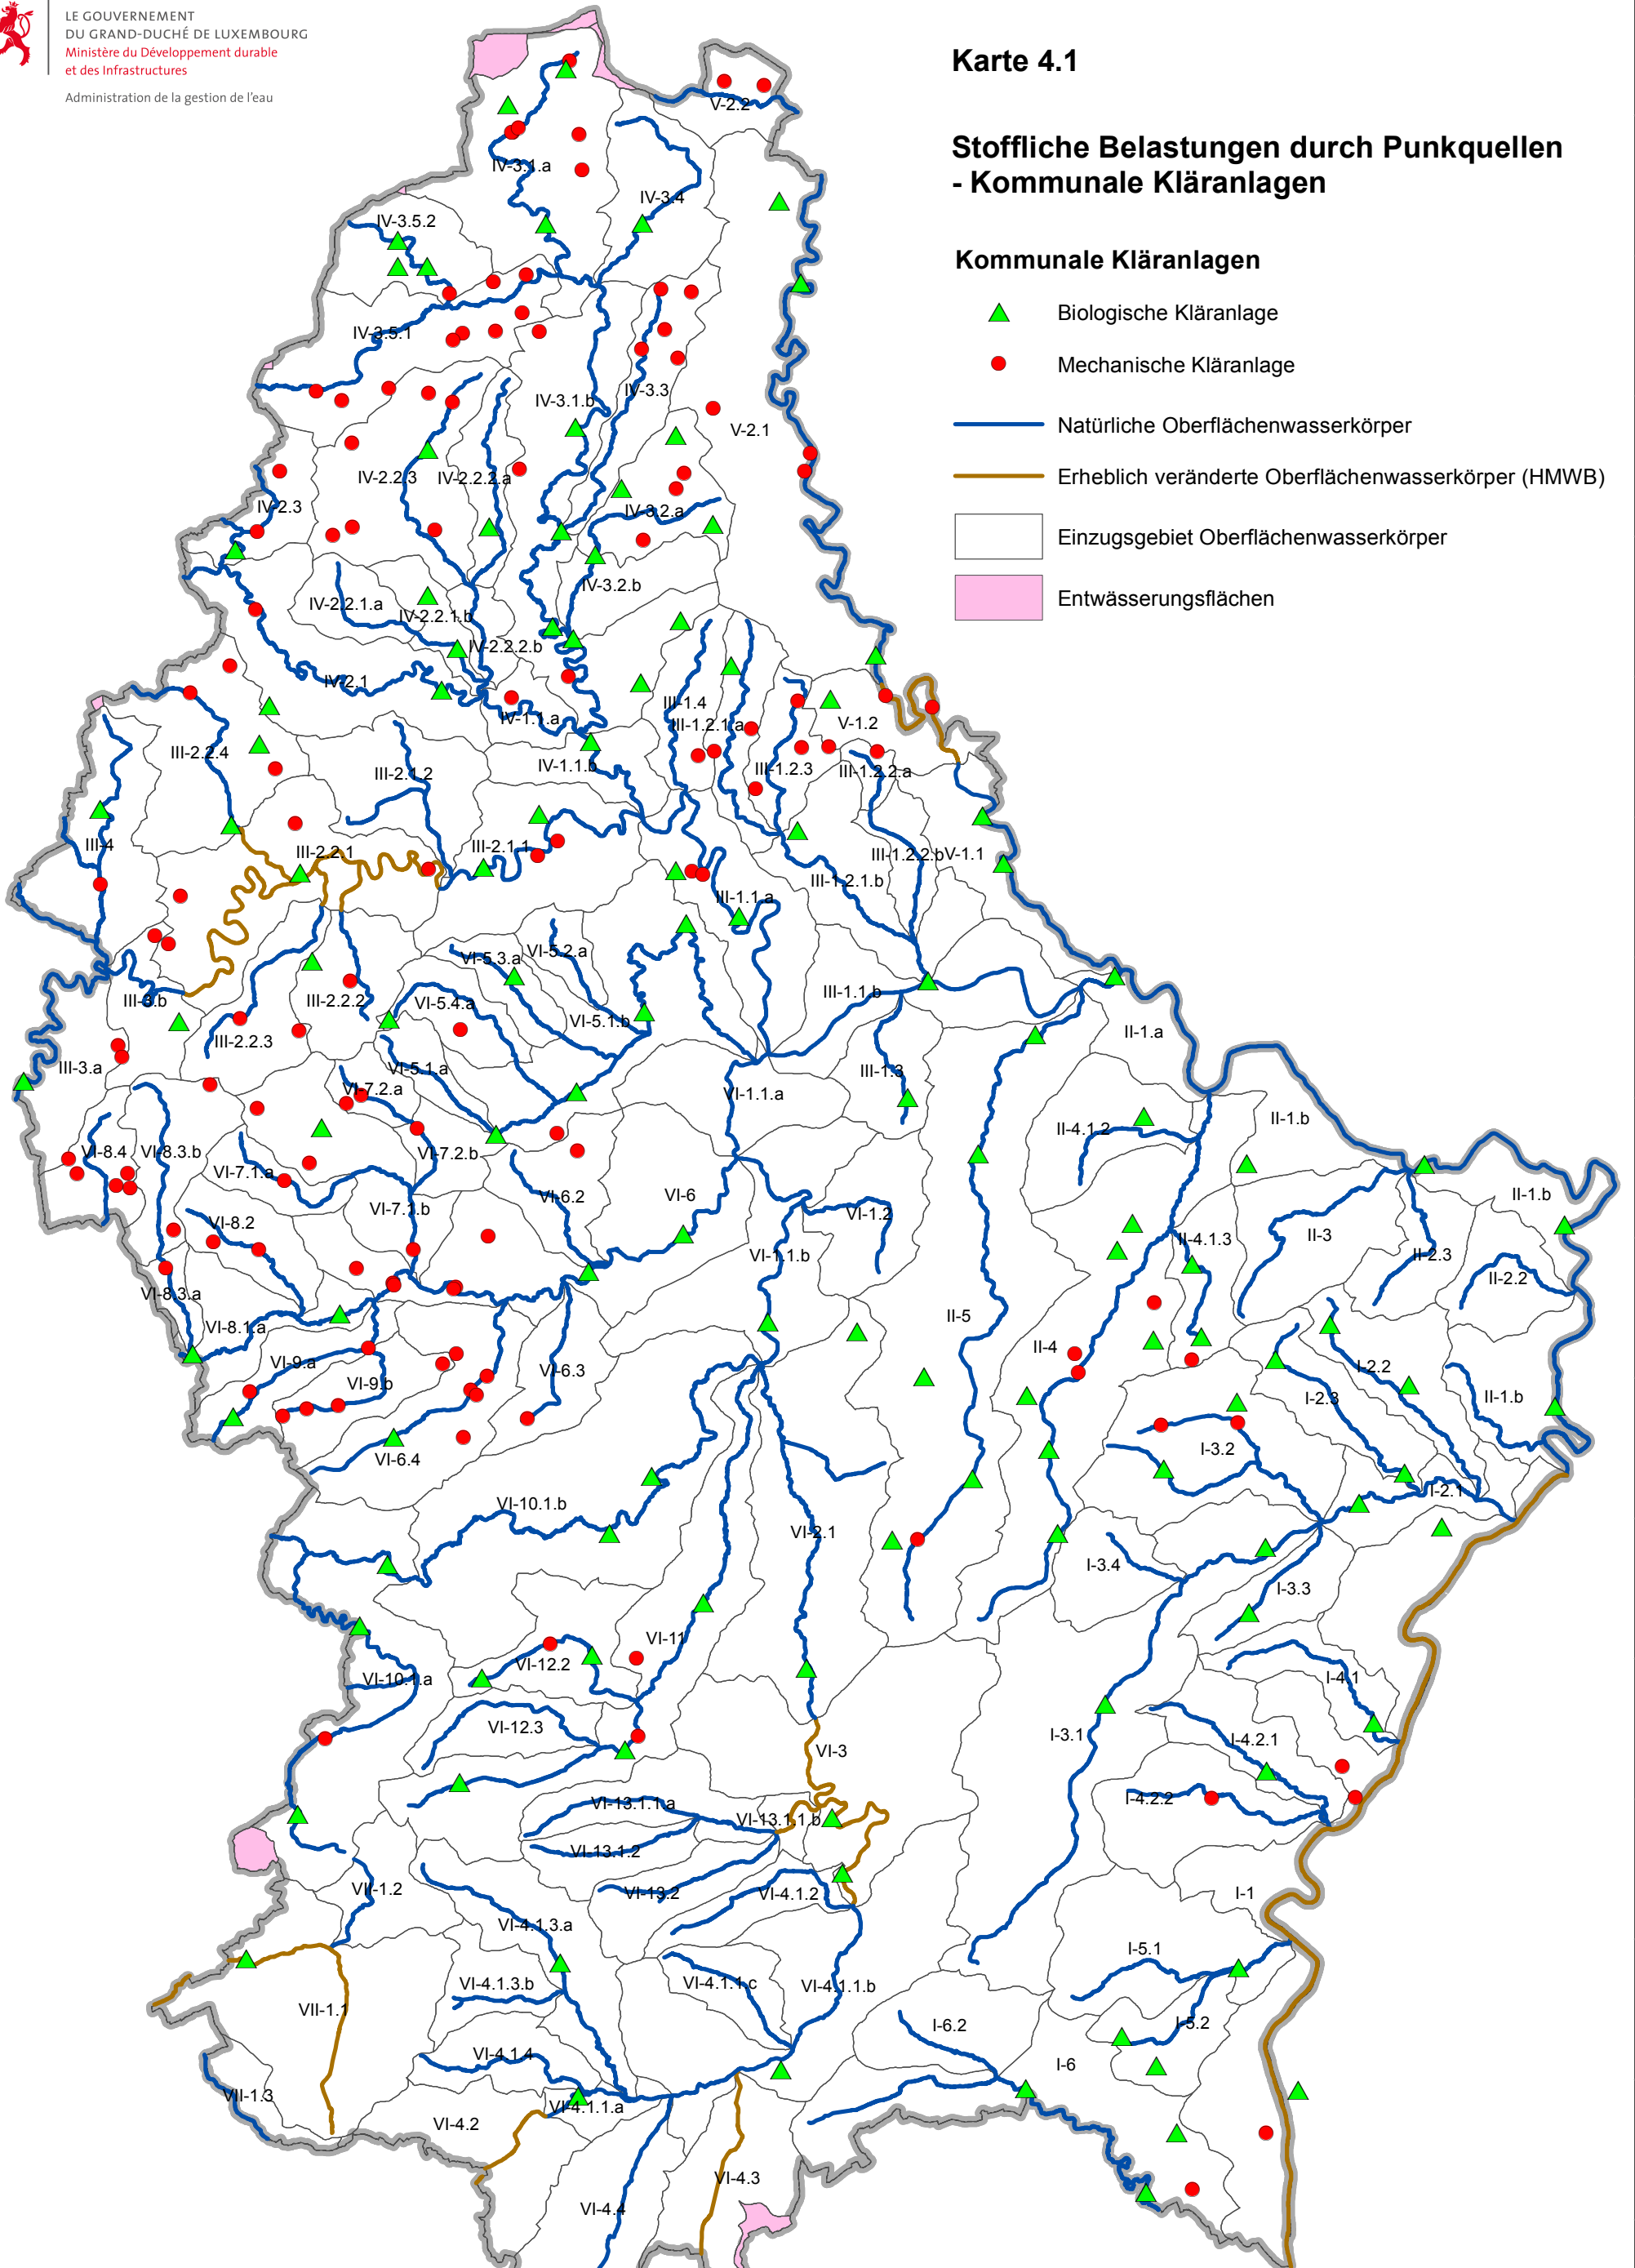 LE GOUVERNEMENT
DU GRAND-DUCHÉ DE LUXEMBOURG
Ministère du Développement durable
et des Infrastructures
Administration de la gestion de l'eau
Karte 4.1
Stoffliche Belastungen durch Punkquellen
- Kommunale Kläranlagen
Kommunale Kläranlagen
Biologische Kläranlage
Mechanische Kläranlage
Natürliche Oberflächenwasserkörper
Erheblich veränderte Oberflächenwasserkörper (HMWB)
Einzugsgebiet Oberflächenwasserkörper
Entwässerungsflächen
V-2.2
IV-3.1.a
IV-3.4
IV-3.5.2
IV-3.5.1
IV-3.1.b
IV-3.3
V-2.1
IV-2.2.3
IV-2.2.2.a
IV-2.3
IV-3.2.a
IV-3.2.b
IV-2.2.1.a
IV-2.2.1.b
IV-2.2.2.b
IV-2.1
IV-1.1.a
III-1.4
III-1.2.1.a
V-1.2
III-2.2.4
III-2.1.2
IV-1.1.b
III-1.2.3
III-1.2.2.a
III-4
III-2.2.1
III-2.1.1
III-1.2.2.b
V-1.1
III-1.2.1.b
III-1.1.a
VI-5.3.a
VI-5.2.a
III-3.b
III-2.2.2
VI-5.4.a
III-1.1.b
VI-5.1.b
III-2.2.3
II-1.a
III-3.a
VI-5.1.a
III-1.3
VI-7.2.a
VI-1.1.a
II-1.b
II-4.1.2
VI-8.4
VI-8.3.b
VI-7.2.b
VI-7.1.a
VI-6.2
VI-6
II-1.b
VI-7.1.b
VI-1.2
VI-8.2
II-3
II-4.1.3
VI-1.1.b
II-2.3
II-2.2
VI-8.3.a
II-5
VI-8.1.a
II-4
VI-9.a
VI-6.3
I-2.2
VI-9.b
I-2.3
II-1.b
I-3.2
VI-6.4
I-2.1
VI-10.1.b
VI-2.1
I-3.4
I-3.3
VI-11
VI-12.2
VI-10.1.a
I-4.1
VI-12.3
I-3.1
I-4.2.1
VI-3
I-4.2.2
VI-13.1.1.a
VI-13.1.1.b
VI-13.1.2
VII-1.2
VI-13.2
VI-4.1.2
I-1
VI-4.1.3.a
I-5.1
VI-4.1.3.b
VI-4.1.1.c
VI-4.1.1.b
VII-1.1
I-6.2
I-5.2
VI-4.1.4
I-6
VII-1.3
VI-4.1.1.a
VI-4.2
VI-4.3
VI-4.4